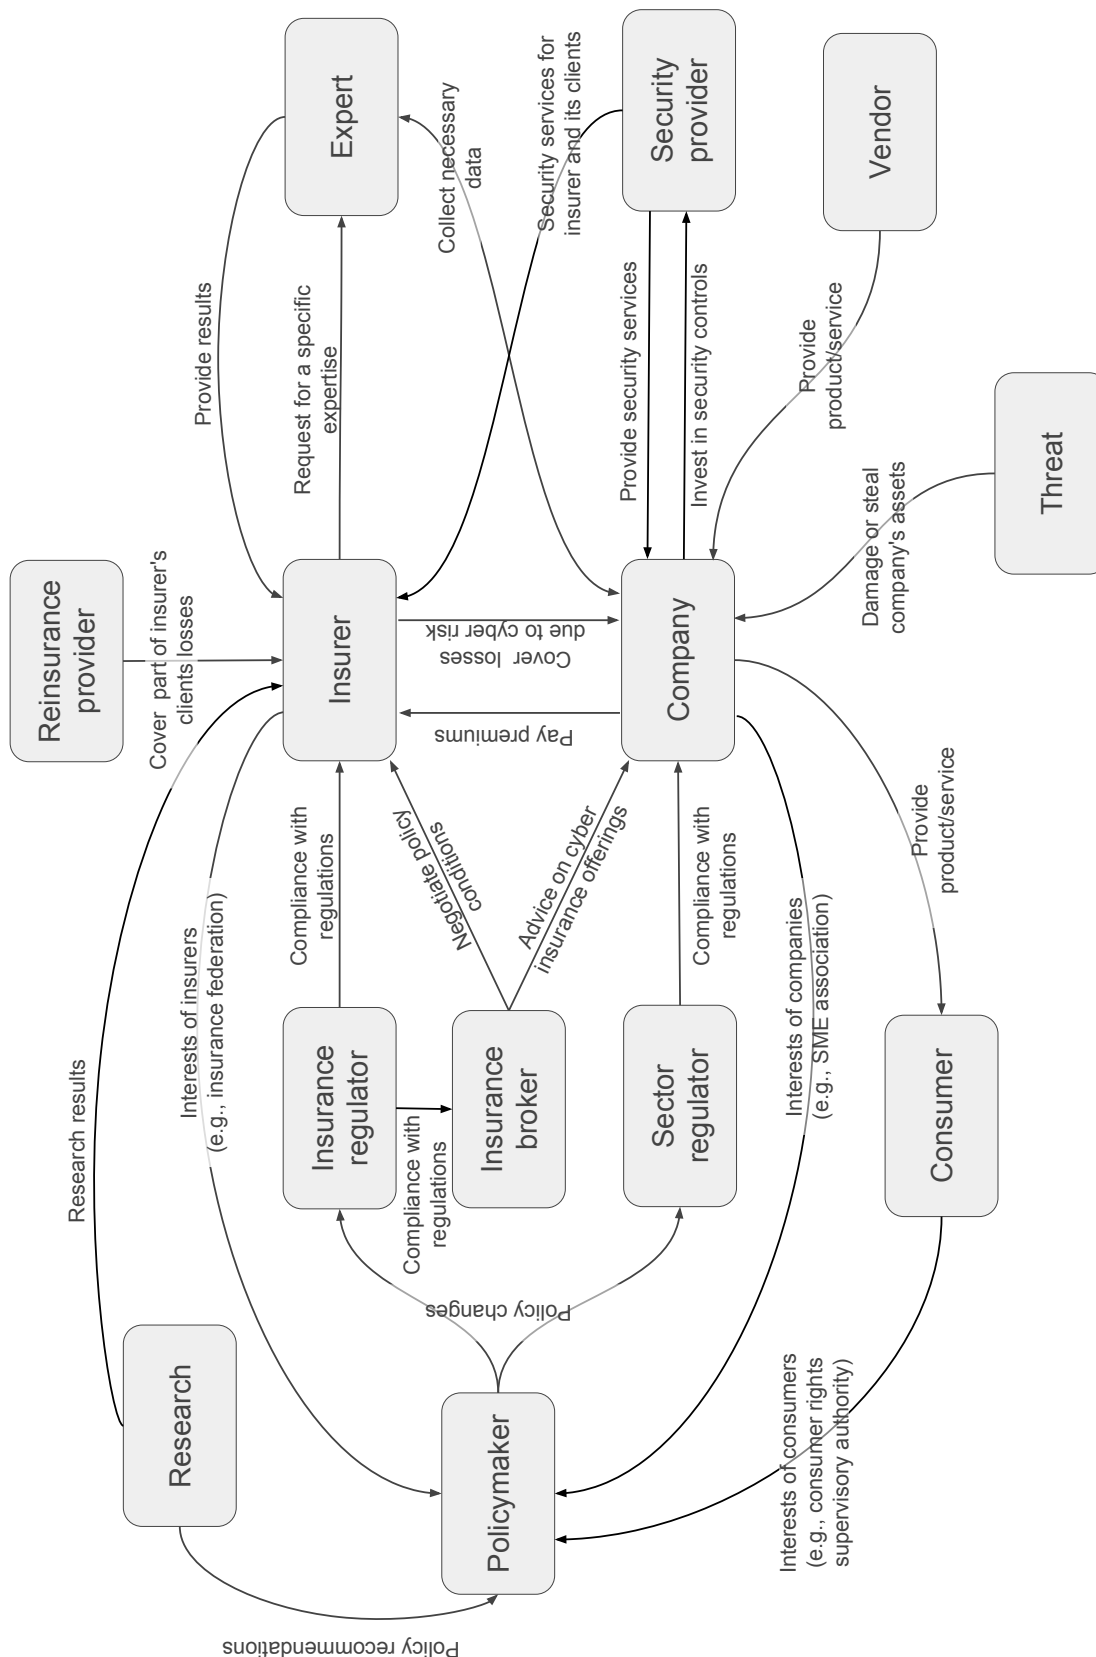 Research
Policy recommendations
Research results
Reinsurance
provider
Cover  part of insurer's
clients losses
Provide results
Expert
Request for a specific
expertise
Collect necessary
data
Insurer
Interests of insurers
(e.g., insurance federation)
Compliance with
regulations
Insurance
regulator
Compliance with
regulations
Insurance
broker
Negotiate policy
conditions
Advice on cyber
insurance offerings
Policymaker
Policy changes
Sector
regulator
Compliance with
regulations
Pay premiums
Cover  losses
due to cyber risk
Security services for
insurer and its clients
Security
provider
Provide security services
Invest in security controls
Company
Interests of companies
(e.g., SME association)
Interests of consumers
(e.g., consumer rights
supervisory authority)
Consumer
Provide
product/service
Provide
product/service
Vendor
Damage or steal
company's assets
Threat